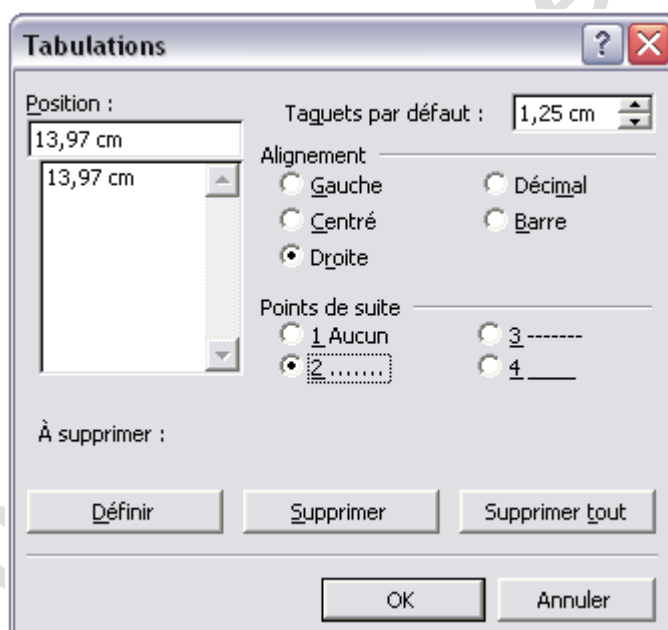 Tabulations
Position :
13,97 cm
13,97 cm
Taguets par défaut :
1,25 cm
Alignement
Gauche
Décimal
Centré
Barre
Droite
Points de suite
1 Aucun
3 -------
2 .......
4 ____
À supprimer :
Définir
Supprimer
Supprimer tout
OK
Annuler